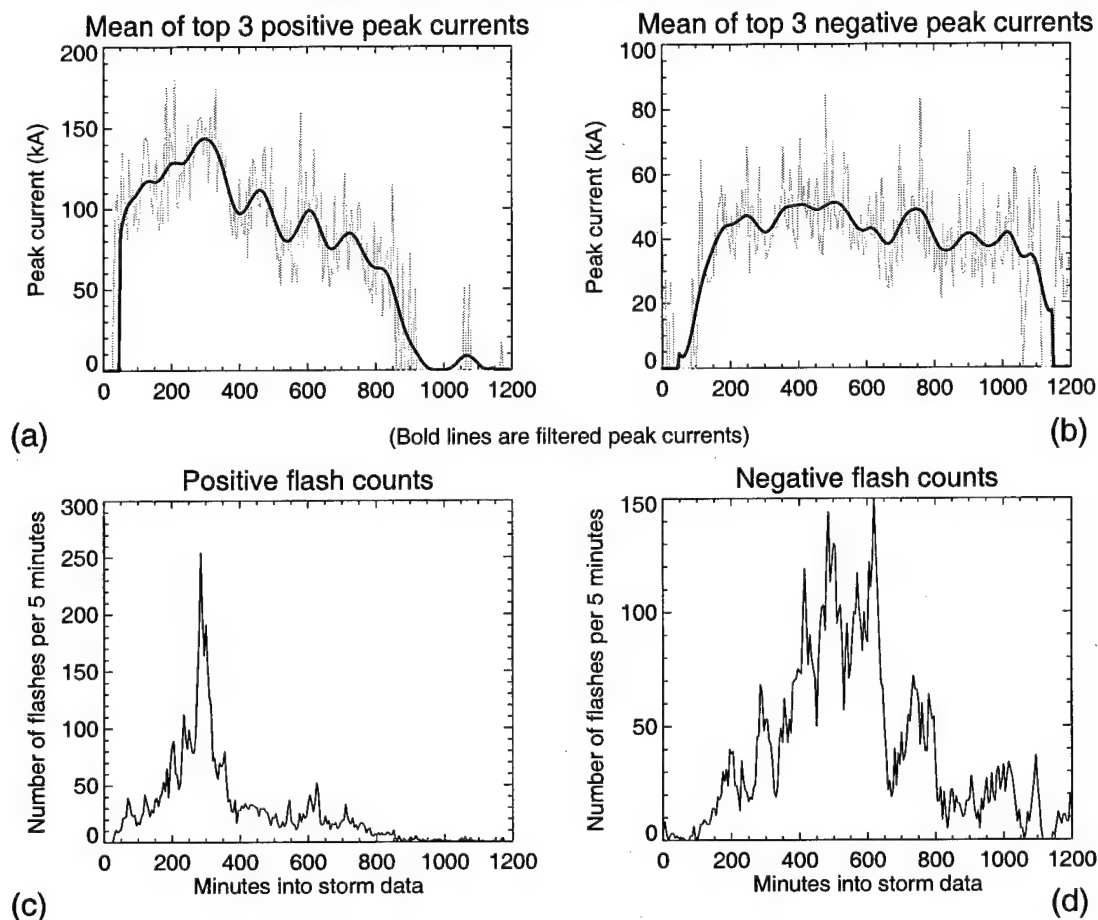 Mean of top 3 positive peak currents
200
150
100
50
0
Peak current (kA)
0 200 400 600 800 1000 1200
(a)
Mean of top 3 negative peak currents
100
80
60
40
20
0
Peak current (kA)
0 200 400 600 800 1000 1200
(b)
(Bold lines are filtered peak currents)
Positive flash counts
300
250
200
150
100
50
0
Number of flashes per 5 minutes
0 200 400 600 800 1000 1200
Minutes into storm data
(c)
Negative flash counts
150
100
50
0
Number of flashes per 5 minutes
0 200 400 600 800 1000 1200
Minutes into storm data
(d)